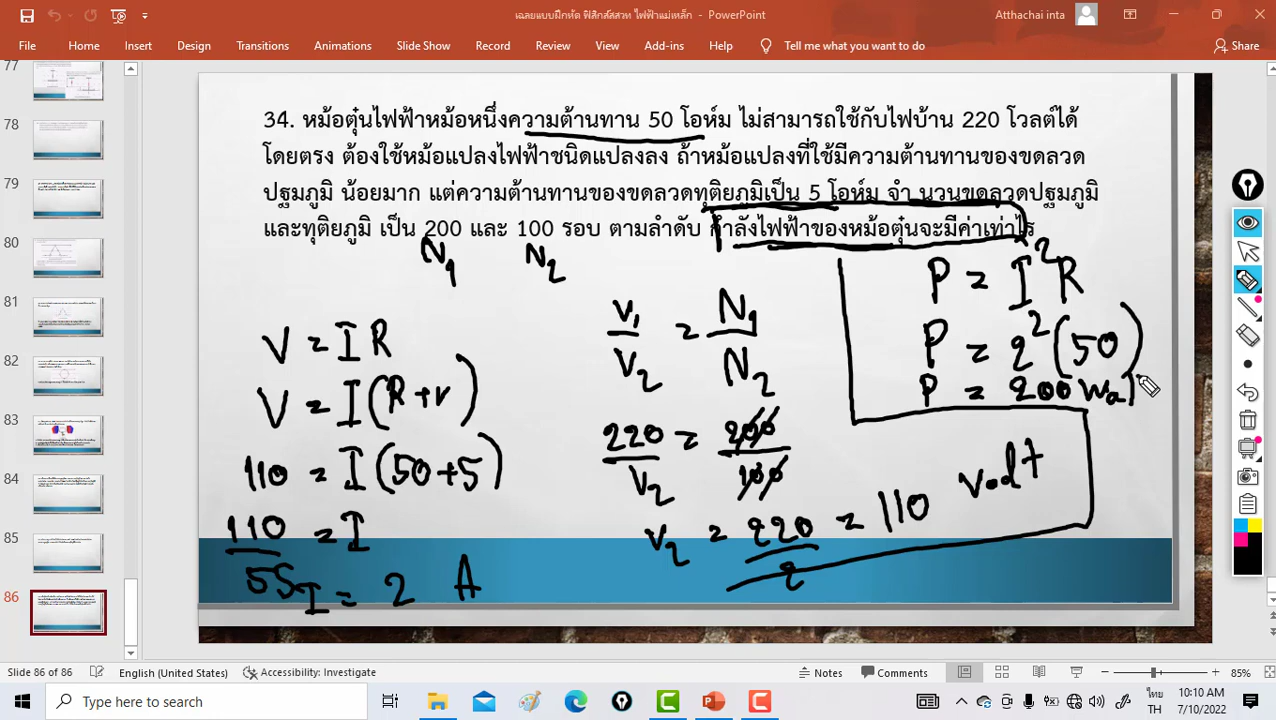 เฉลยแบบฝึกหัด ฟิสิกส์สสวท ไฟฟ้าแม่เหล็ก - PowerPoint
Atthachai inta
File Home Insert Design Transitions Animations Slide Show Record Review View Add-ins Help Tell me what you want to do
Share
77
78
79
80
81
82
83
84
85
86
34. หม้อตุ๋นไฟฟ้าหม้อหนึ่งความต้านทาน 50 โอห์ม ไม่สามารถใช้กับไฟบ้าน 220 โวลต์ได้
โดยตรง ต้องใช้หม้อแปลงไฟฟ้าชนิดแปลงลง ถ้าหม้อแปลงที่ใช้มีความต้านทานของขดลวด
ปฐมภูมิ น้อยมาก แต่ความต้านทานของขดลวดทุติยภูมิเป็น 5 โอห์ม จำ นวนขดลวดปฐมภูมิ
และทุติยภูมิ เป็น 200 และ 100 รอบ ตามลำดับ กำลังไฟฟ้าของหม้อตุ๋นจะมีค่าเท่าไร
N1 N2
V = IR
V = I(R+r)
110 = I(50+5)
110/55 = I
I = 2 A
V1/V2 = N1/N2
220/V2 = 200/100
V2 = 220/2 = 110 volt
P = I²R
P = 2²(50)
P = 200 wat
Slide 86 of 86
English (United States)
Accessibility: Investigate
Notes
Comments
85%
Type here to search
ไทย
TH
10:10 AM
7/10/2022